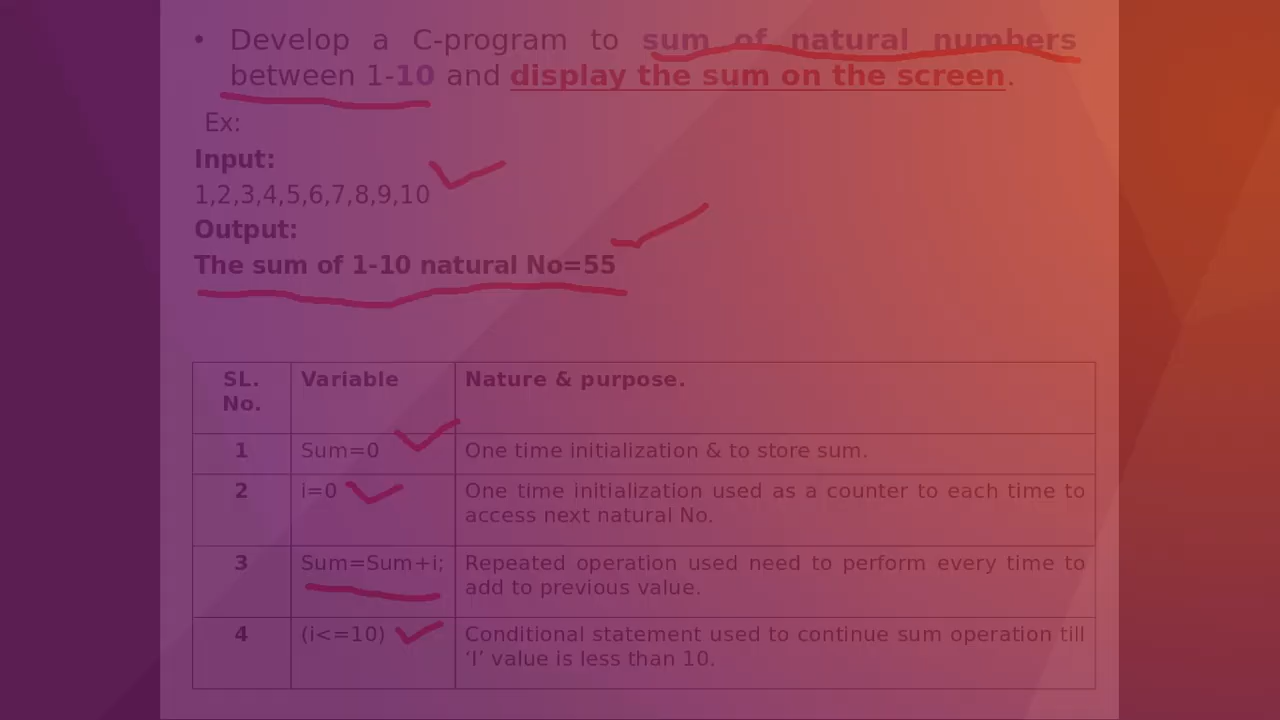 • Develop a C-program to sum of natural numbers
between 1-10 and display the sum on the screen.
Ex:
Input:
1,2,3,4,5,6,7,8,9,10
Output:
The sum of 1-10 natural No=55
SL. No. Variable Nature & purpose.
1 Sum=0 One time initialization & to store sum.
2 i=0 One time initialization used as a counter to each time to
access next natural No.
3 Sum=Sum+i; Repeated operation used need to perform every time to
add to previous value.
4 (i<=10) Conditional statement used to continue sum operation till
‘I’ value is less than 10.